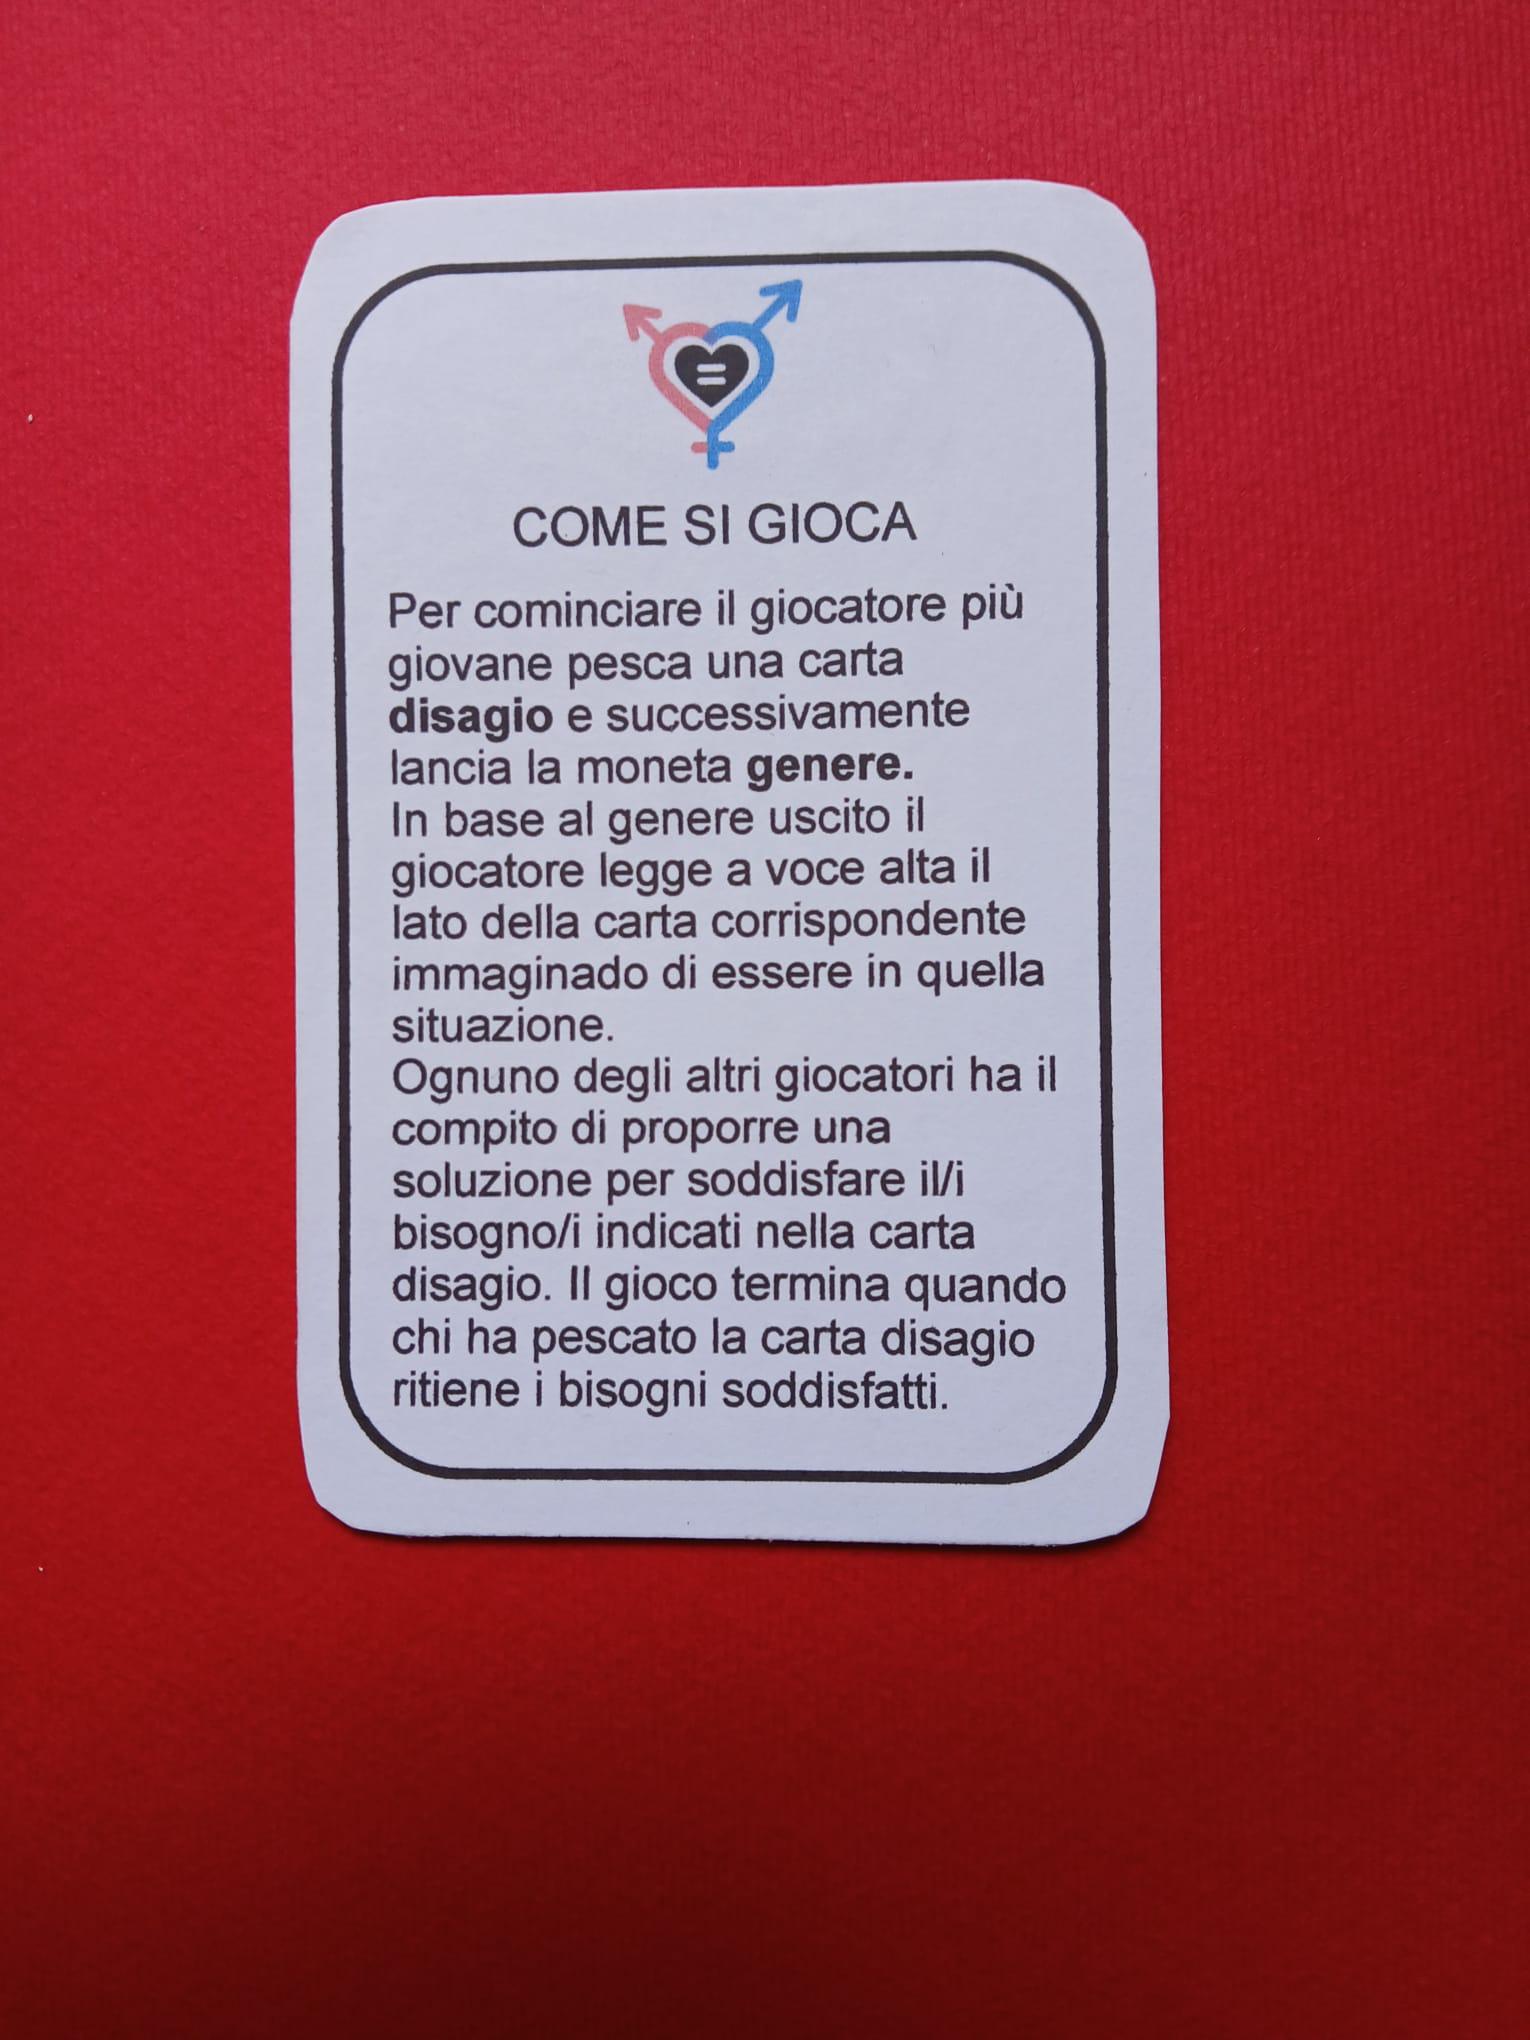 COME SI GIOCA
Per cominciare il giocatore più
giovane pesca una carta
disagio e successivamente
lancia la moneta genere.
In base al genere uscito il
giocatore legge a voce alta il
lato della carta corrispondente
immaginado di essere in quella
situazione.
Ognuno degli altri giocatori ha il
compito di proporre una
soluzione per soddisfare il/i
bisogno/i indicati nella carta
disagio. Il gioco termina quando
chi ha pescato la carta disagio
ritiene i bisogni soddisfatti.